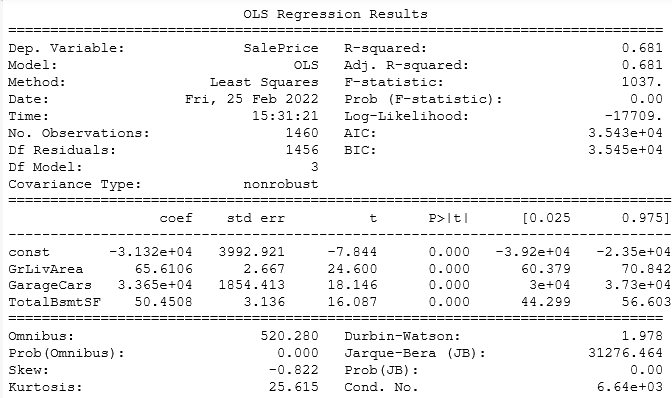 OLS Regression Results
==============================================================================
Dep. Variable: SalePrice R-squared: 0.681
Model: OLS Adj. R-squared: 0.681
Method: Least Squares F-statistic: 1037.
Date: Fri, 25 Feb 2022 Prob (F-statistic): 0.00
Time: 15:31:21 Log-Likelihood: -17709.
No. Observations: 1460 AIC: 3.543e+04
Df Residuals: 1456 BIC: 3.545e+04
Df Model: 3
Covariance Type: nonrobust
==============================================================================
coef std err t P>|t| [0.025 0.975]
------------------------------------------------------------------------------
const -3.132e+04 3992.921 -7.844 0.000 -3.92e+04 -2.35e+04
GrLivArea 65.6106 2.667 24.600 0.000 60.379 70.842
GarageCars 3.365e+04 1854.413 18.146 0.000 3e+04 3.73e+04
TotalBsmtSF 50.4508 3.136 16.087 0.000 44.299 56.603
==============================================================================
Omnibus: 520.280 Durbin-Watson: 1.978
Prob(Omnibus): 0.000 Jarque-Bera (JB): 31276.464
Skew: -0.822 Prob(JB): 0.00
Kurtosis: 25.615 Cond. No. 6.64e+03